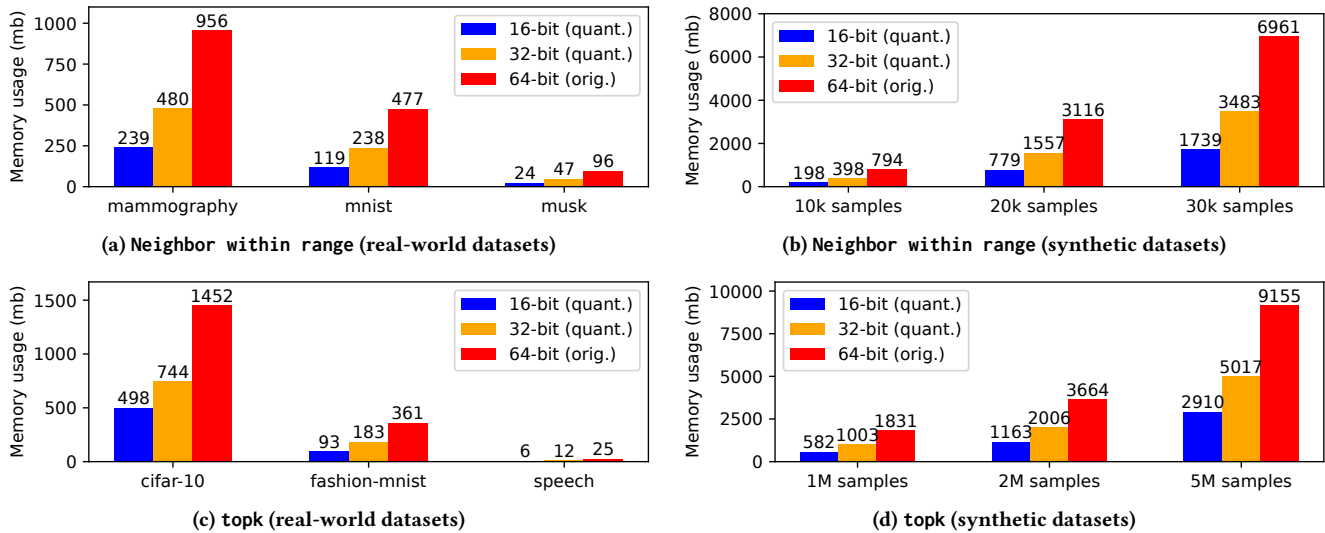 Memory usage (mb)
1000
750
500
250
0
16-bit (quant.)
32-bit (quant.)
64-bit (orig.)
239
480
956
119
238
477
24
47
96
mammography
mnist
musk
(a) Neighbor within range (real-world datasets)
Memory usage (mb)
8000
6000
4000
2000
0
16-bit (quant.)
32-bit (quant.)
64-bit (orig.)
198
398
794
779
1557
3116
1739
3483
6961
10k samples
20k samples
30k samples
(b) Neighbor within range (synthetic datasets)
Memory usage (mb)
1500
1000
500
0
16-bit (quant.)
32-bit (quant.)
64-bit (orig.)
498
744
1452
93
183
361
6
12
25
cifar-10
fashion-mnist
speech
(c) topk (real-world datasets)
Memory usage (mb)
10000
7500
5000
2500
0
16-bit (quant.)
32-bit (quant.)
64-bit (orig.)
582
1003
1831
1163
2006
3664
2910
5017
9155
1M samples
2M samples
5M samples
(d) topk (synthetic datasets)